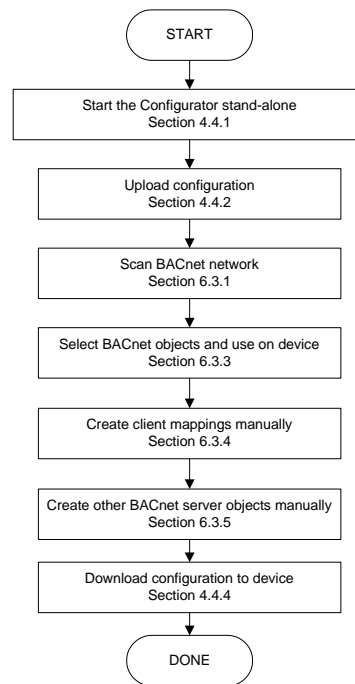 START
Start the Configurator stand-alone
Section 4.4.1
Upload configuration
Section 4.4.2
Scan BACnet network
Section 6.3.1
Select BACnet objects and use on device
Section 6.3.3
Create client mappings manually
Section 6.3.4
Create other BACnet server objects manually
Section 6.3.5
Download configuration to device
Section 4.4.4
DONE